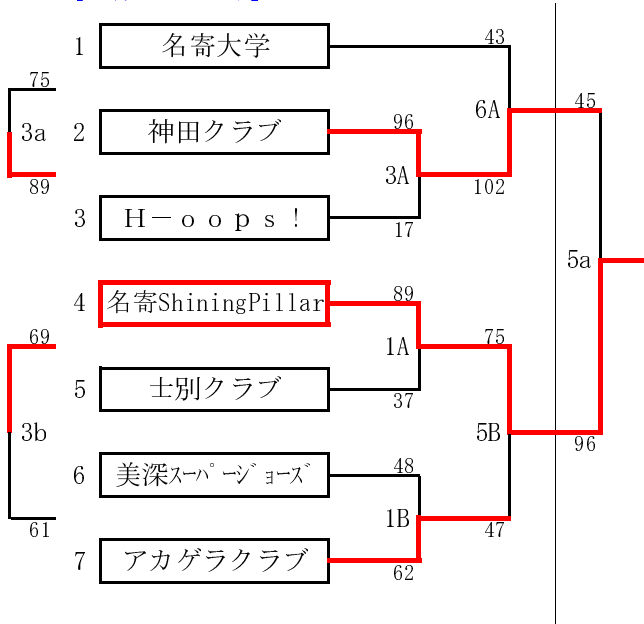 1 名寄大学 43
75
6A 45
3a 2 神田クラブ 96
3A
89 102
3 Ｈ－ｏｏｐｓ！ 17
5a
4 名寄ShiningPillar 89
69 1A 75
5 士別クラブ 37
3b 5B
96
6 美深ｽｰﾊﾟｰｼﾞｮｰｽﾞ 48
61 1B 47
7 アカゲラクラブ 62